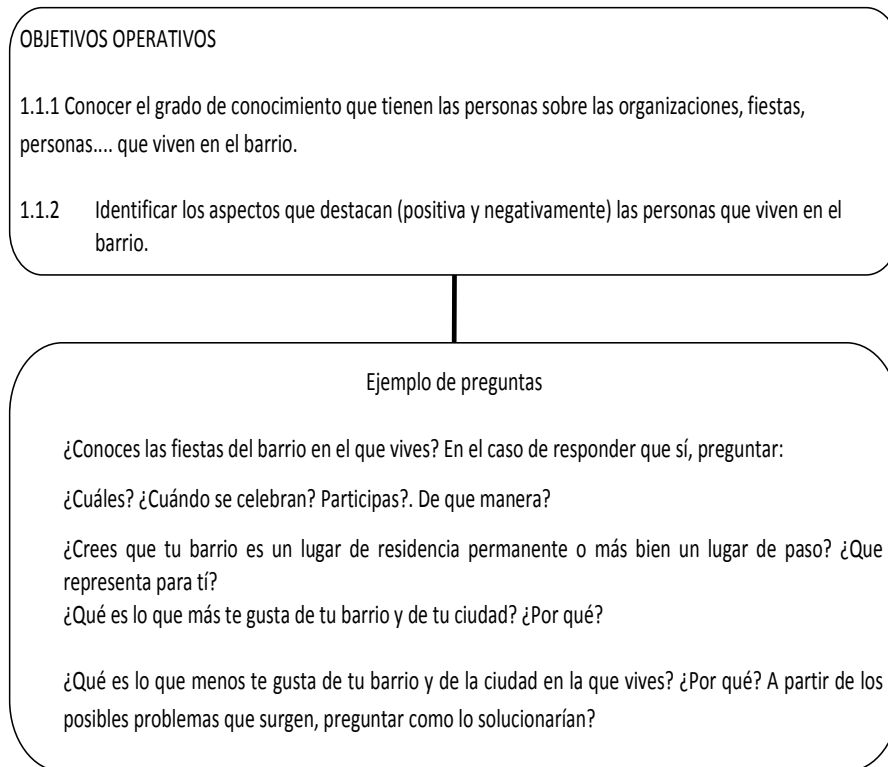 OBJETIVOS OPERATIVOS
1.1.1 Conocer el grado de conocimiento que tienen las personas sobre las organizaciones, fiestas,
personas.... que viven en el barrio.
1.1.2 Identificar los aspectos que destacan (positiva y negativamente) las personas que viven en el
barrio.
Ejemplo de preguntas
¿Conoces las fiestas del barrio en el que vives? En el caso de responder que sí, preguntar:
¿Cuáles? ¿Cuándo se celebran? Participas?. De que manera?
¿Crees que tu barrio es un lugar de residencia permanente o más bien un lugar de paso? ¿Que
representa para tí?
¿Qué es lo que más te gusta de tu barrio y de tu ciudad? ¿Por qué?
¿Qué es lo que menos te gusta de tu barrio y de la ciudad en la que vives? ¿Por qué? A partir de los
posibles problemas que surgen, preguntar como lo solucionarían?